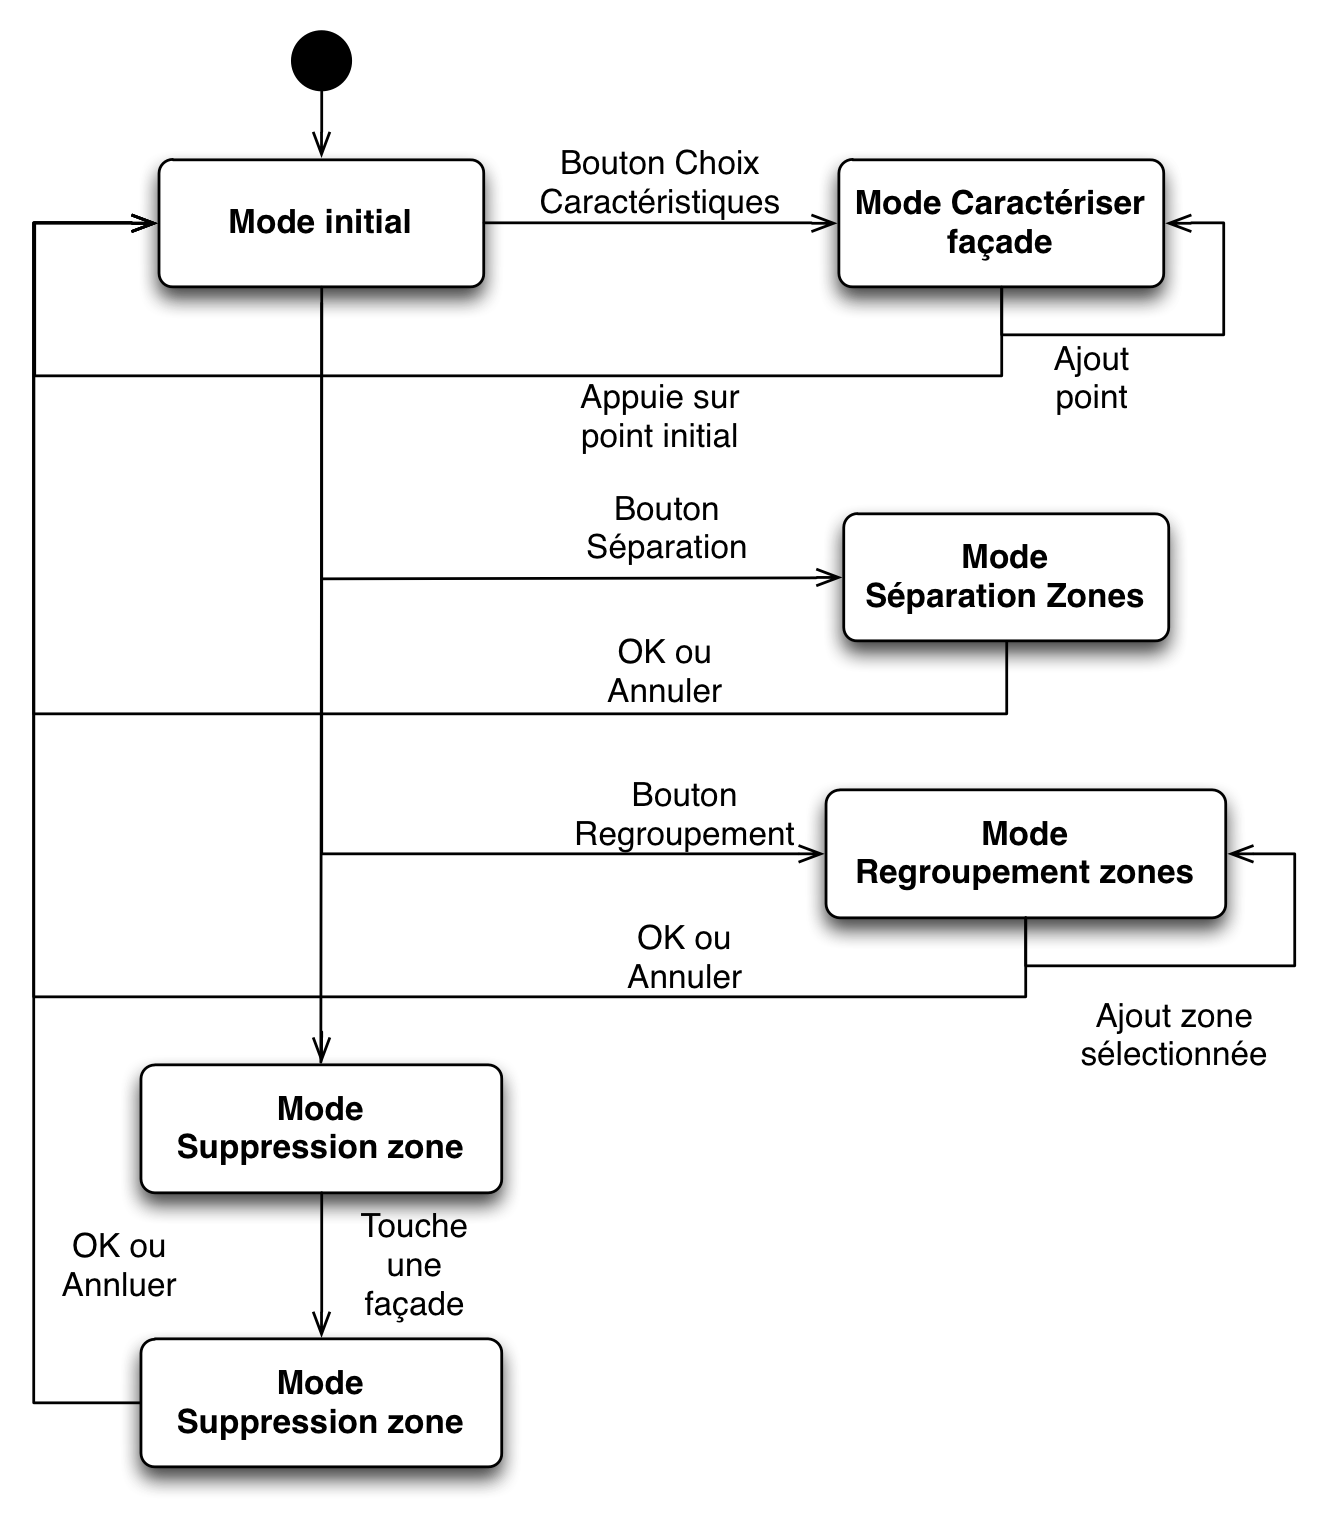 Bouton Choix
Caractéristiques
Mode initial
Mode Caractériser
façade
Ajout
point
Appuie sur
point initial
Bouton
Séparation
Mode
Séparation Zones
OK ou
Annuler
Bouton
Regroupement
Mode
Regroupement zones
OK ou
Annuler
Ajout zone
sélectionnée
Mode
Suppression zone
Touche
une
façade
OK ou
Annluer
Mode
Suppression zone